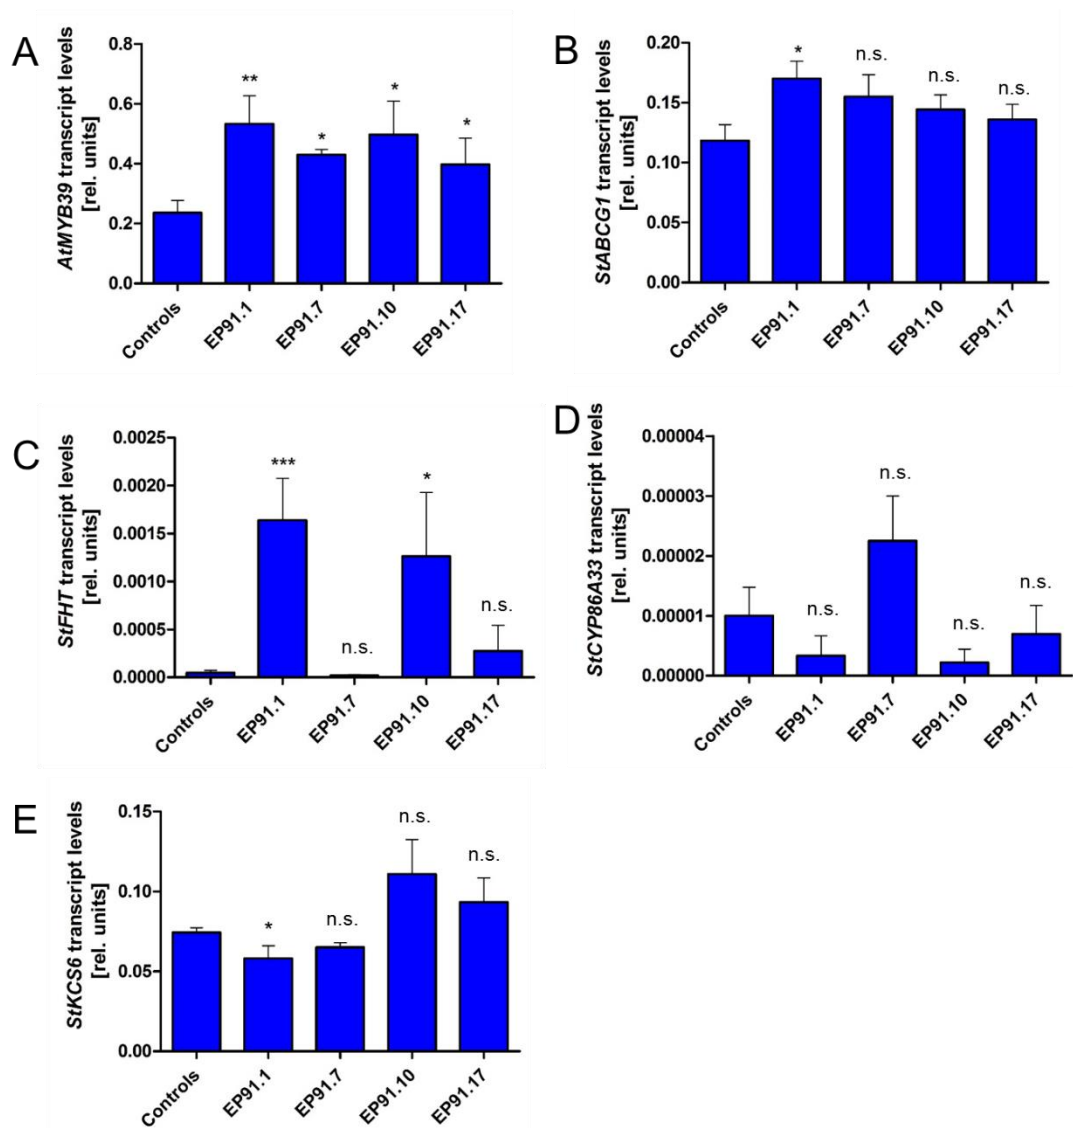 A
AtMYB39 transcript levels
[rel. units]
0.8
0.6
0.4
0.2
0.0
**
*
*
*
Controls
EP91.1
EP91.7
EP91.10
EP91.17
B
StABCG1 transcript levels
[rel. units]
0.20
0.15
0.10
0.05
0.00
*
n.s.
n.s.
n.s.
Controls
EP91.1
EP91.7
EP91.10
EP91.17
C
StFHT transcript levels
[rel. units]
0.0025
0.0020
0.0015
0.0010
0.0005
0.0000
***
n.s.
*
n.s.
Controls
EP91.1
EP91.7
EP91.10
EP91.17
D
StCYP86A33 transcript levels
[rel. units]
0.00004
0.00003
0.00002
0.00001
0.00000
n.s.
n.s.
n.s.
n.s.
Controls
EP91.1
EP91.7
EP91.10
EP91.17
E
StKCS6 transcript levels
[rel. units]
0.15
0.10
0.05
0.00
*
n.s.
n.s.
n.s.
Controls
EP91.1
EP91.7
EP91.10
EP91.17